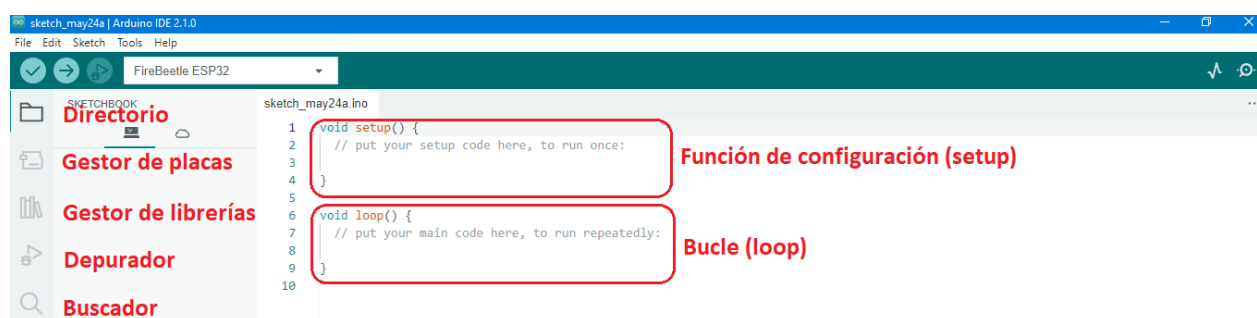 sketch_may24a | Arduino IDE 2.1.0
File Edit Sketch Tools Help
FireBeetle ESP32
SKETCHBOOK
sketch_may24a.ino
Directorio
Gestor de placas
Gestor de librerías
Depurador
Buscador
1 void setup() {
2 // put your setup code here, to run once:
3
4 }
5
6 void loop() {
7 // put your main code here, to run repeatedly:
8
9 }
10
Función de configuración (setup)
Bucle (loop)